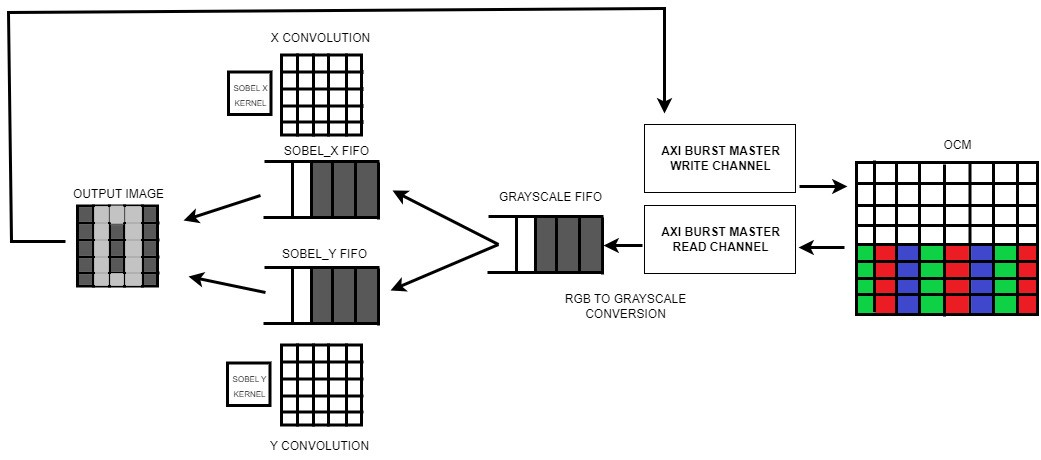 X CONVOLUTION
SOBEL X
KERNEL
SOBEL_X FIFO
OUTPUT IMAGE
SOBEL_Y FIFO
SOBEL Y
KERNEL
Y CONVOLUTION
GRAYSCALE FIFO
AXI BURST MASTER
WRITE CHANNEL
AXI BURST MASTER
READ CHANNEL
RGB TO GRAYSCALE
CONVERSION
OCM